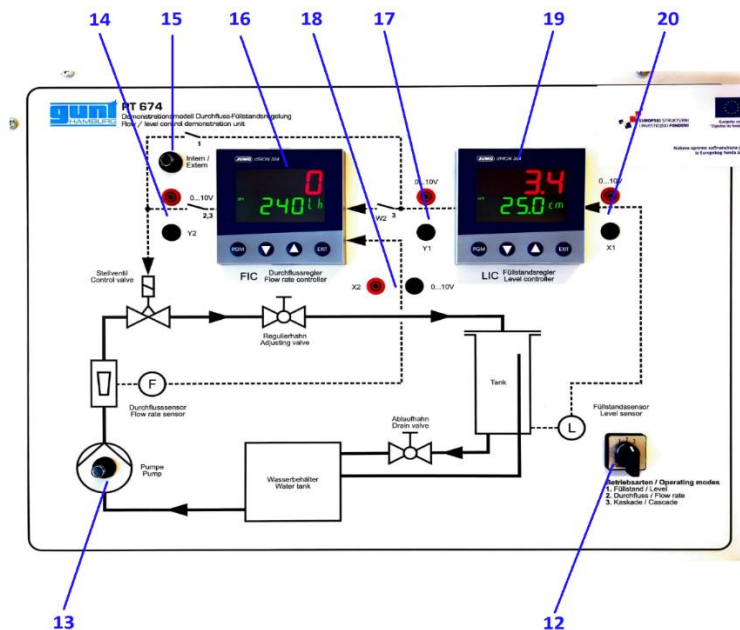 14
15
16
18
17
19
20
gunt
HAMBURG
PT 674
Demonstrationsmodell Durchfluss-Füllstandsregelung
Flow / level control demonstration unit
EUROPSKI STRUKTURNI
I INVESTICIJSKI FONDOVI
1
Intern /
Extern
JUMO
0
240 l h
PGM
EXIT
0...10V
2,3
Y2
W2
3
0...10V
Y1
JUMO
3.4
25.0 cm
PGM
EXIT
0...10V
X1
FIC
Durchflussregler
Flow rate controller
LIC
Füllstandsregler
Level controller
X2
0...10V
Stellventil
Control valve
Regulierhahn
Adjusting valve
F
Durchflusssensor
Flow rate sensor
Tank
Füllstandssensor
Level sensor
L
Ablaufhahn
Drain valve
Pumpe
Pump
Wasserbehälter
Water tank
Betriebsarten / Operating modes
1. Füllstand / Level
2. Durchfluss / Flow rate
3. Kaskade / Cascade
13
12